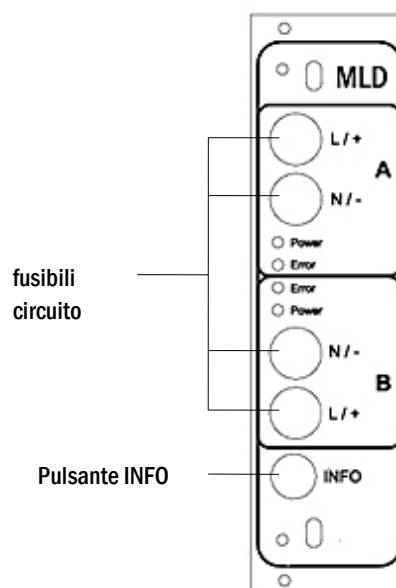 MLD
L / +
A
N / -
Power
Error
fusibili
circuito
Error
Power
N / -
B
L / +
Pulsante INFO
INFO